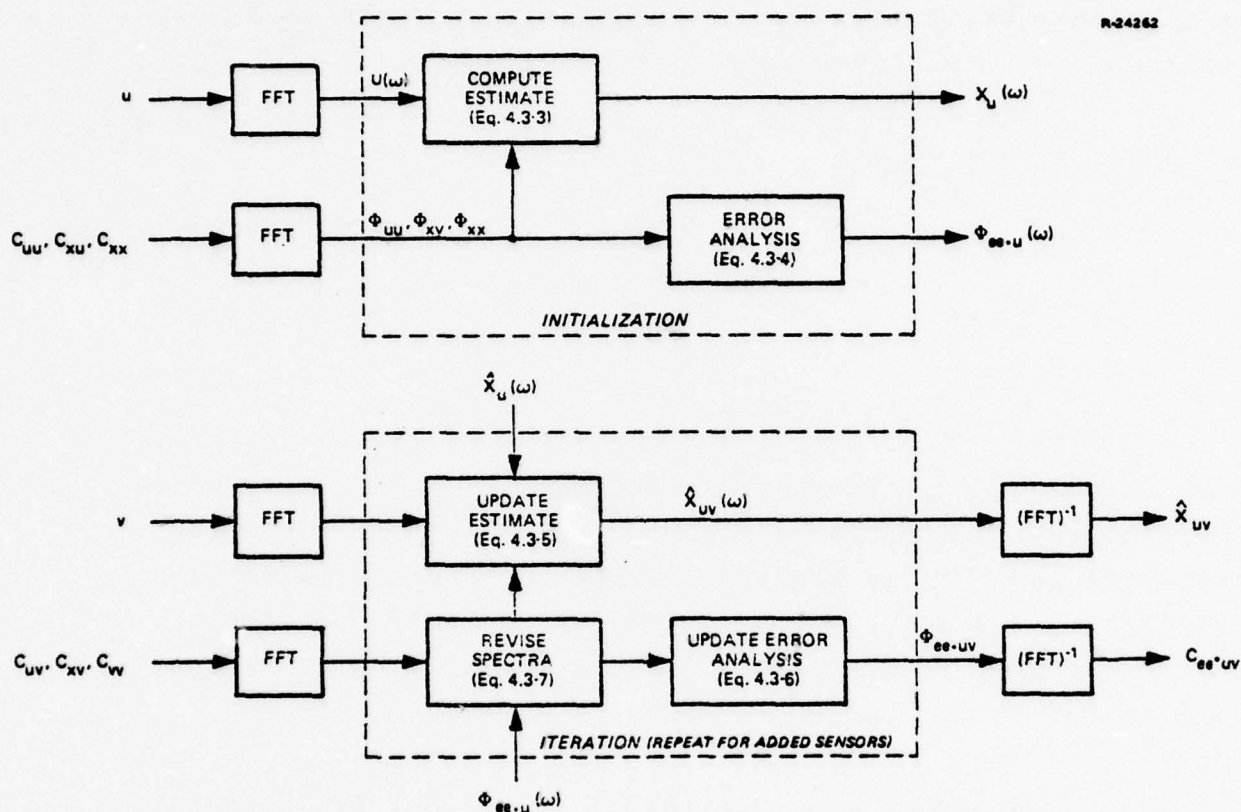 R-24262
u
FFT
U(ω)
COMPUTE
ESTIMATE
(Eq. 4.3-3)
X_u(ω)
C_uu, C_xu, C_xx
FFT
Φ_uu, Φ_xv, Φ_xx
ERROR
ANALYSIS
(Eq. 4.3-4)
Φ_ee•u(ω)
INITIALIZATION
X̂_u(ω)
v
FFT
UPDATE
ESTIMATE
(Eq. 4.3-5)
X̂_uv(ω)
(FFT)⁻¹
X̂_uv
C_uv, C_xv, C_vv
FFT
REVISE
SPECTRA
(Eq. 4.3-7)
UPDATE ERROR
ANALYSIS
(Eq. 4.3-6)
Φ_ee•uv
(FFT)⁻¹
C_ee•uv
ITERATION (REPEAT FOR ADDED SENSORS)
Φ_ee•u(ω)